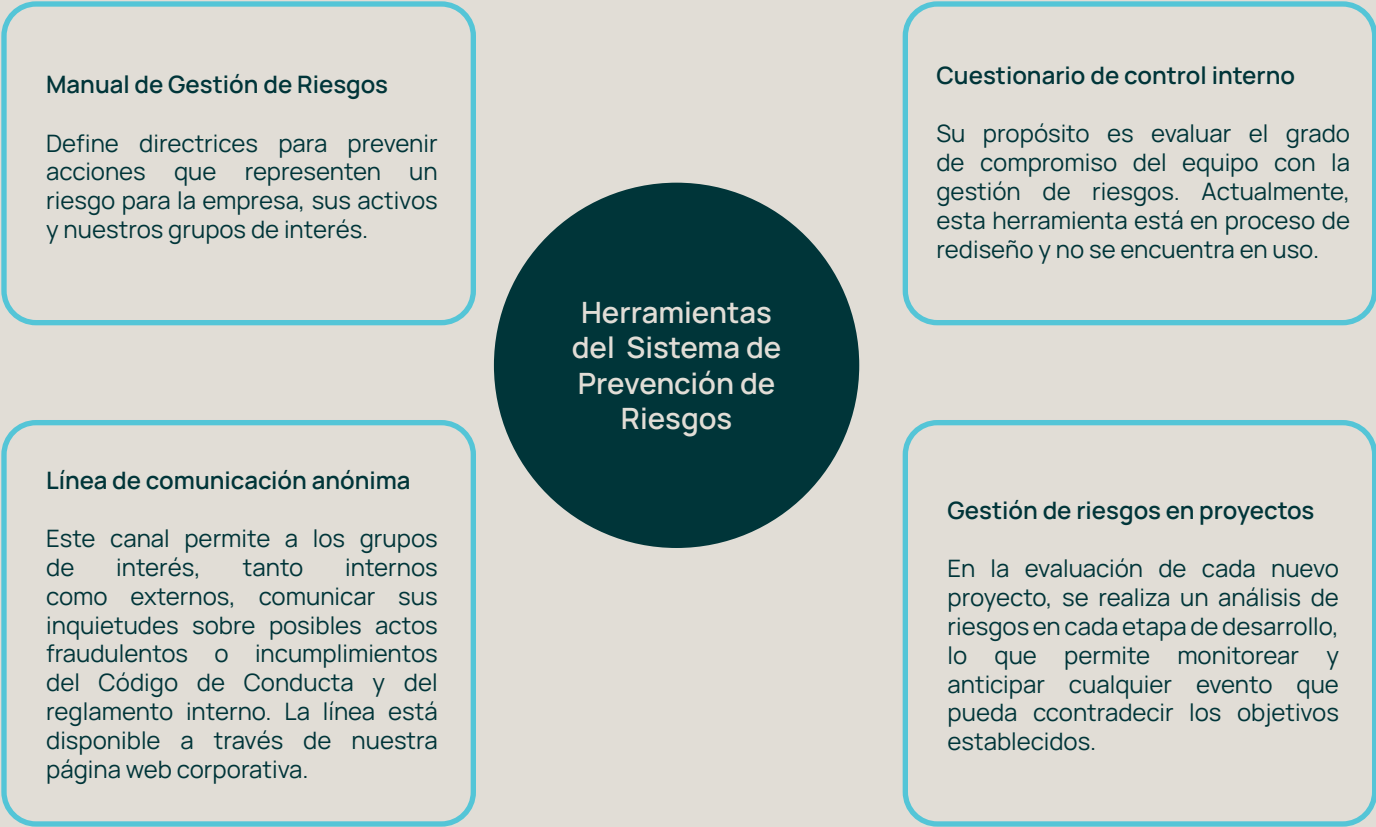 Manual de Gestión de Riesgos
Define directrices para prevenir
acciones que representen un
riesgo para la empresa, sus activos
y nuestros grupos de interés.
Cuestionario de control interno
Su propósito es evaluar el grado
de compromiso del equipo con la
gestión de riesgos. Actualmente,
esta herramienta está en proceso de
rediseño y no se encuentra en uso.
Herramientas
del Sistema de
Prevención de
Riesgos
Línea de comunicación anónima
Este canal permite a los grupos
de interés, tanto internos
como externos, comunicar sus
inquietudes sobre posibles actos
fraudulentos o incumplimientos
del Código de Conducta y del
reglamento interno. La línea está
disponible a través de nuestra
página web corporativa.
Gestión de riesgos en proyectos
En la evaluación de cada nuevo
proyecto, se realiza un análisis de
riesgos en cada etapa de desarrollo,
lo que permite monitorear y
anticipar cualquier evento que
pueda ccontradecir los objetivos
establecidos.